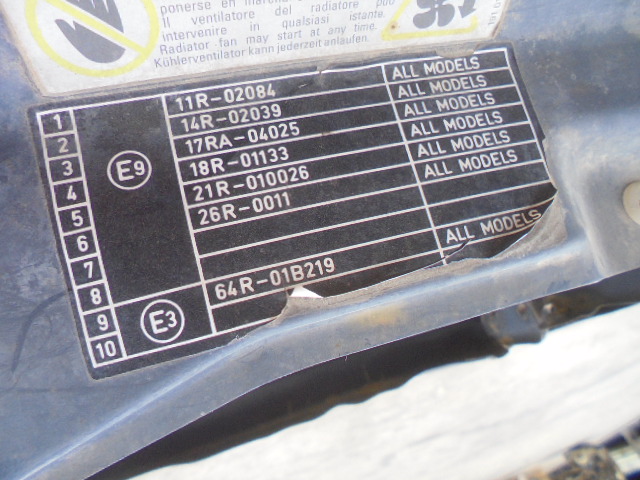 ponerse en marcha
Il ventilatore del radiatore può
intervenire in qualsiasi istante.
Radiator fan may start at any time.
Kühlerventilator kann jederzeit anlaufen.
1 11R-02084 ALL MODELS
2 14R-02039 ALL MODELS
3 E9 17RA-04025 ALL MODELS
4 18R-01133 ALL MODELS
5 21R-010026 ALL MODELS
6 26R-0011 ALL MODELS
7
8
9 E3 64R-01B219 ALL MODELS
10